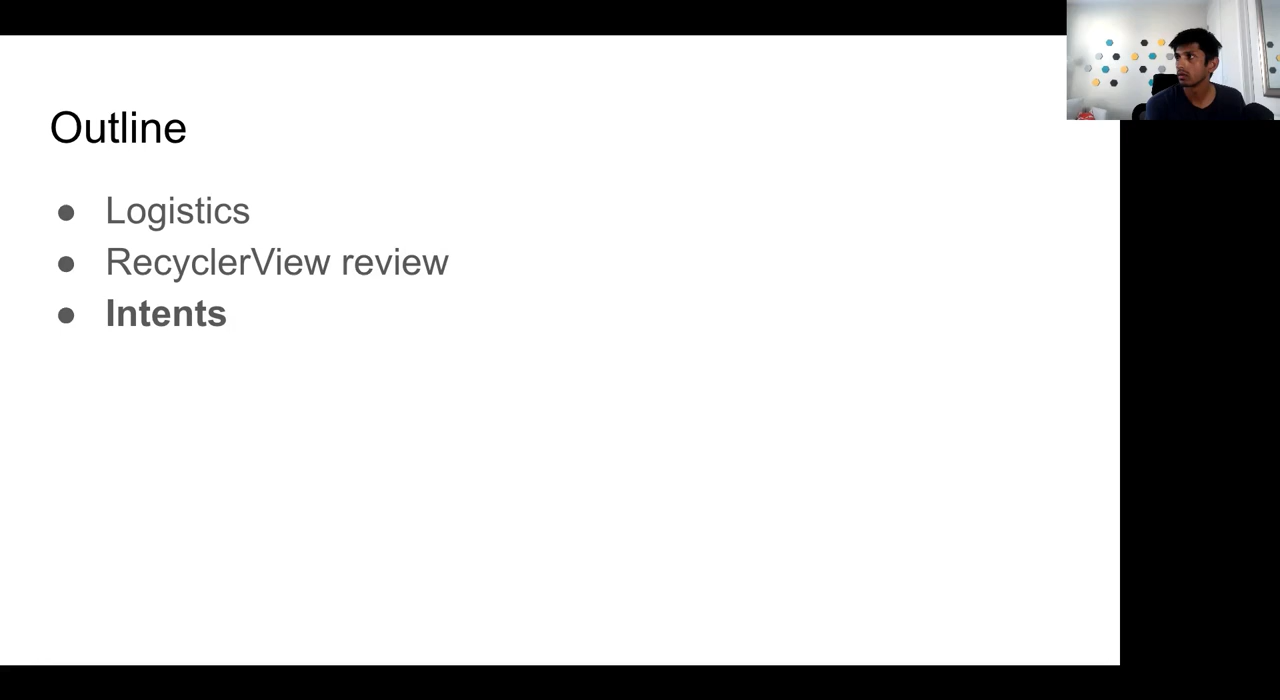 Outline
● Logistics
● RecyclerView review
● Intents